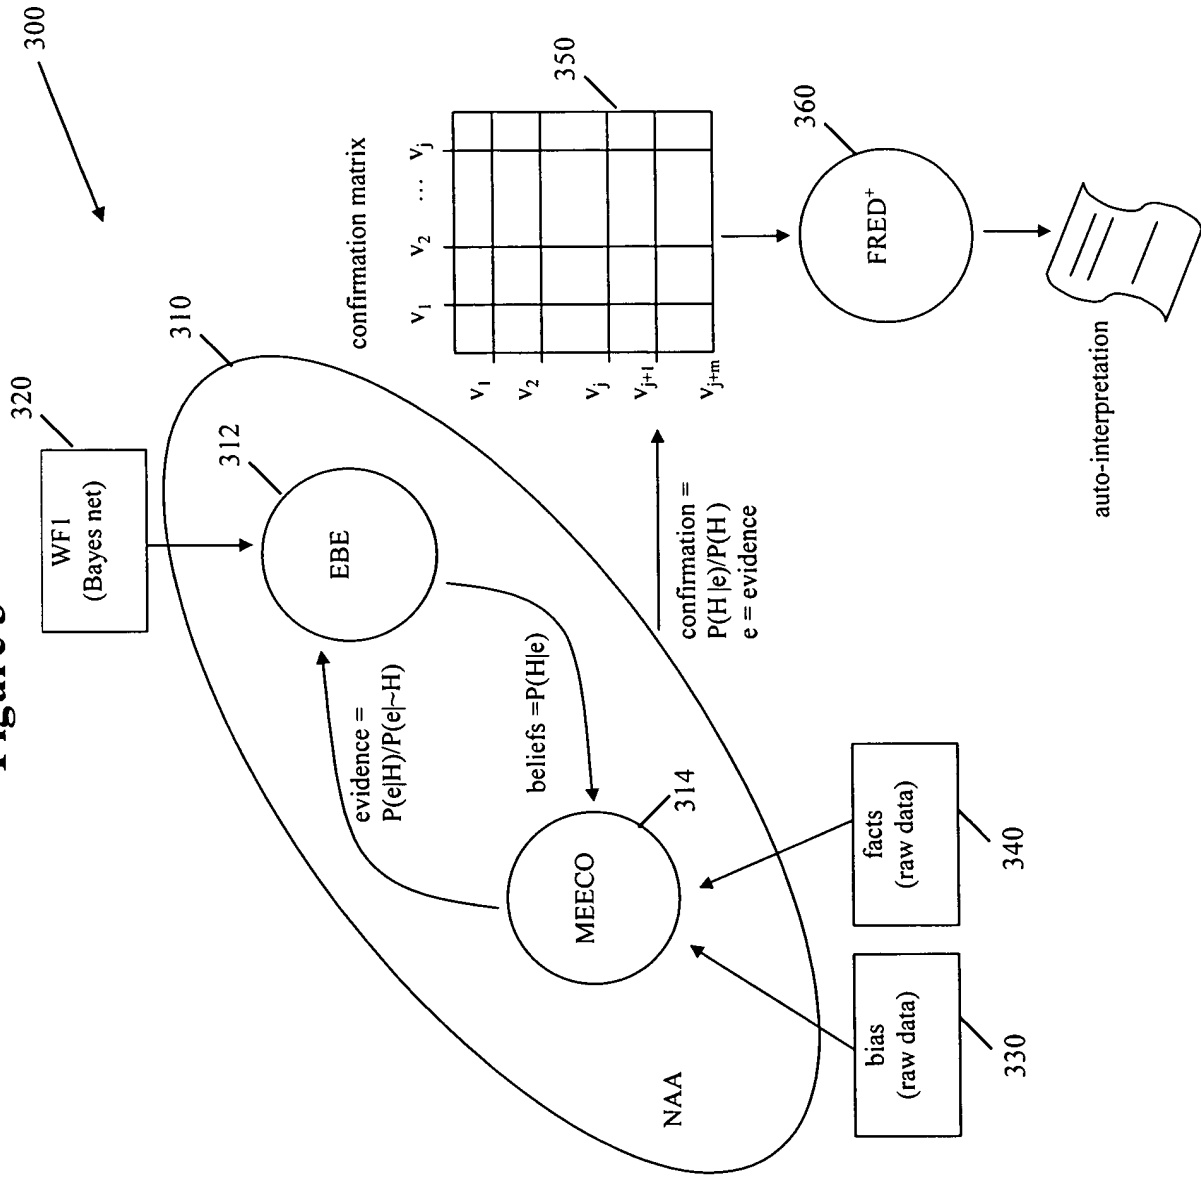 Figure
300
320
WF1
(Bayes net)
310
312
EBE
evidence =
P(e|H)/P(e|~H)
beliefs =P(H|e)
MEECO
314
NAA
bias
(raw data)
330
facts
(raw data)
340
confirmation =
P(H|e)/P(H)
e = evidence
confirmation matrix
v1 v2 ... vj
v1
v2
vj
vj+1
vj+m
350
FRED+
360
auto-interpretation